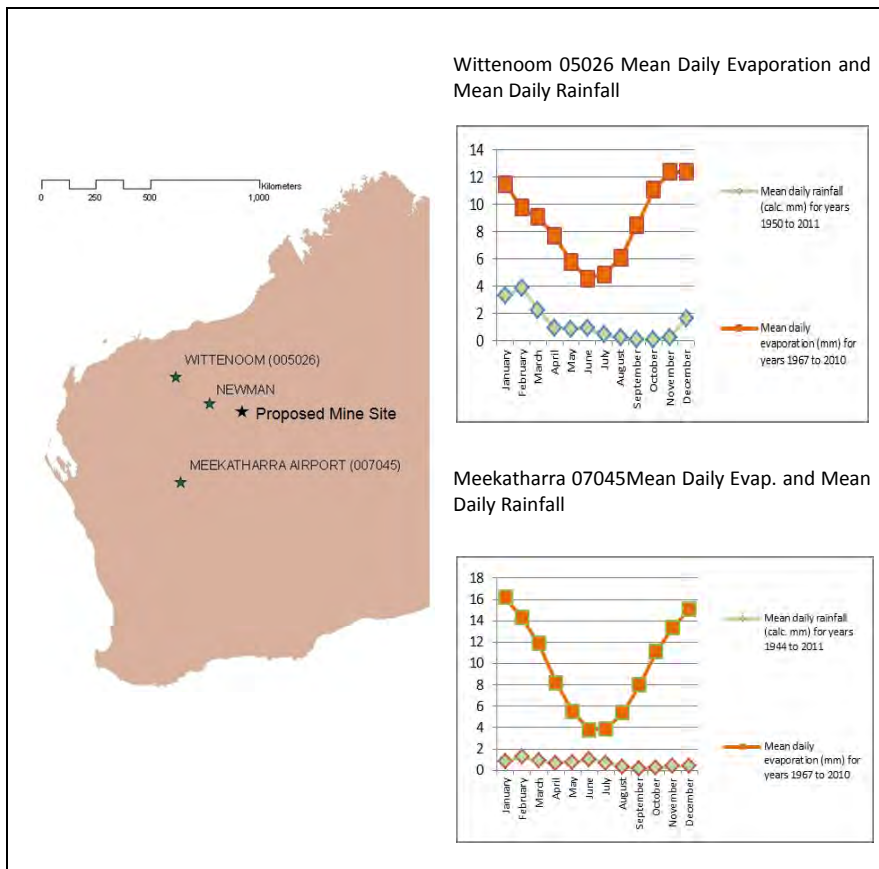 Kilometers
0 250 500 1,000
WITTENOOM (005026)
NEWMAN
Proposed Mine Site
MEEKATHARRA AIRPORT (007045)
Wittenoom 05026 Mean Daily Evaporation and
Mean Daily Rainfall
14
12
10
8
6
4
2
0
January
February
March
April
May
June
July
August
September
October
November
December
Mean daily rainfall
(calc. mm) for years
1950 to 2011
Mean daily
evaporation (mm) for
years 1967 to 2010
Meekatharra 07045Mean Daily Evap. and Mean
Daily Rainfall
18
16
14
12
10
8
6
4
2
0
January
February
March
April
May
June
July
August
September
October
November
December
Mean daily rainfall
(calc. mm) for years
1944 to 2011
Mean daily
evaporation (mm) for
years 1967 to 2010